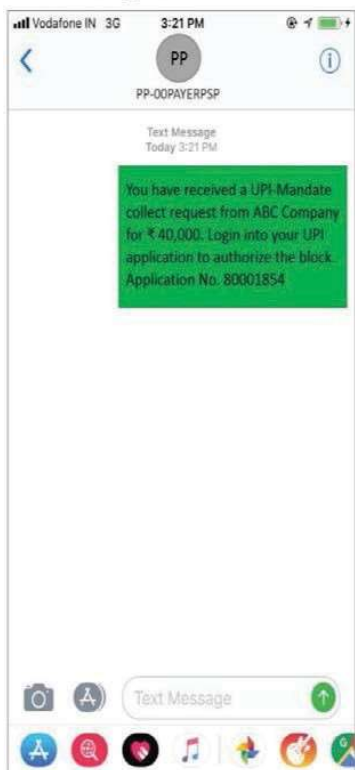 Vodafone IN 3G 3:21 PM
PP
PP-OOPAYERPSP
Text Message
Today 3:21 PM
You have received a UPI-Mandate
collect request from ABC Company
for ₹ 40,000. Login into your UPI
application to authorize the block.
Application No. 80001854
Text Message